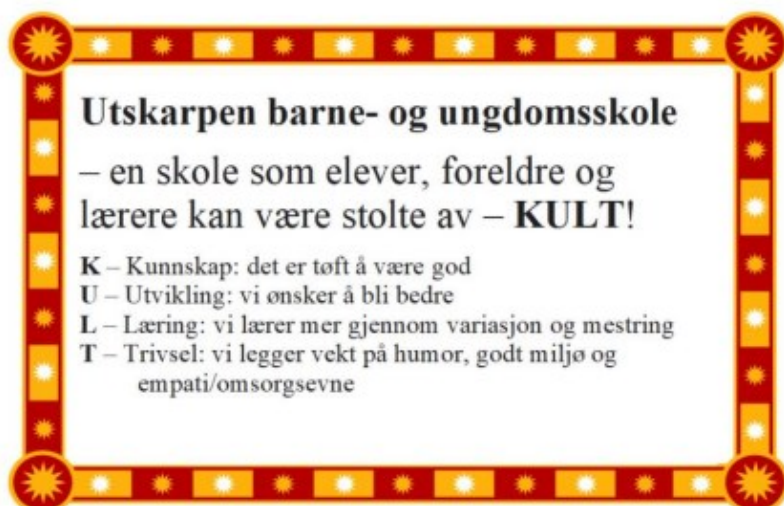 Utskarpen barne- og ungdomsskole
– en skole som elever, foreldre og
lærere kan være stolte av – KULT!
K – Kunnskap: det er tøft å være god
U – Utvikling: vi ønsker å bli bedre
L – Læring: vi lærer mer gjennom variasjon og mestring
T – Trivsel: vi legger vekt på humor, godt miljø og
empati/omsorgsevne